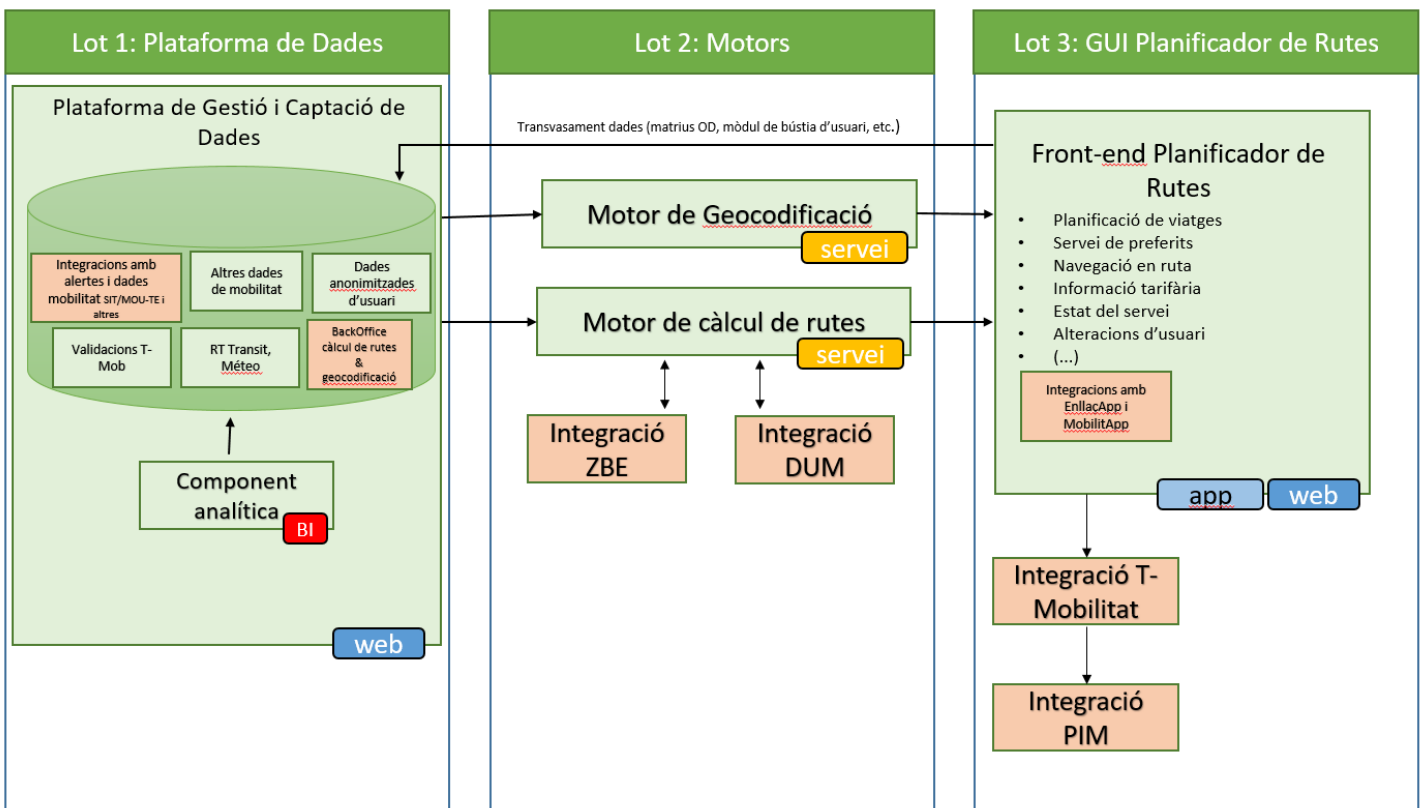 Lot 1: Plataforma de Dades
Plataforma de Gestió i Captació de
Dades
Integracions amb
alertes i dades
mobilitat SIT/MOU-TE i
altres
Altres dades
de mobilitat
Dades
anonimitzades
d'usuari
Validacions T-
Mob
RT Transit,
Méteo
BackOffice
càlcul de rutes
&
geocodificació
Component
analítica
BI
web
Lot 2: Motors
Transvasament dades (matrius OD, mòdul de bústia d'usuari, etc.)
Motor de Geocodificació
servei
Motor de càlcul de rutes
servei
Integració
ZBE
Integració
DUM
Lot 3: GUI Planificador de Rutes
Front-end Planificador de
Rutes
• Planificació de viatges
• Servei de preferits
• Navegació en ruta
• Informació tarifària
• Estat del servei
• Alteracions d'usuari
• (...)
Integracions amb
EnllaçApp i
MobilitApp
app
web
Integració T-
Mobilitat
Integració
PIM